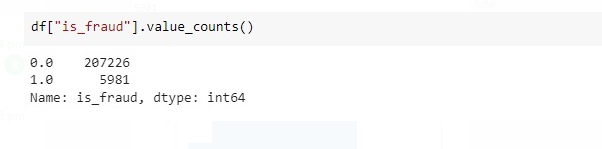 df["is_fraud"].value_counts()
0.0    207226
1.0      5981
Name: is_fraud, dtype: int64